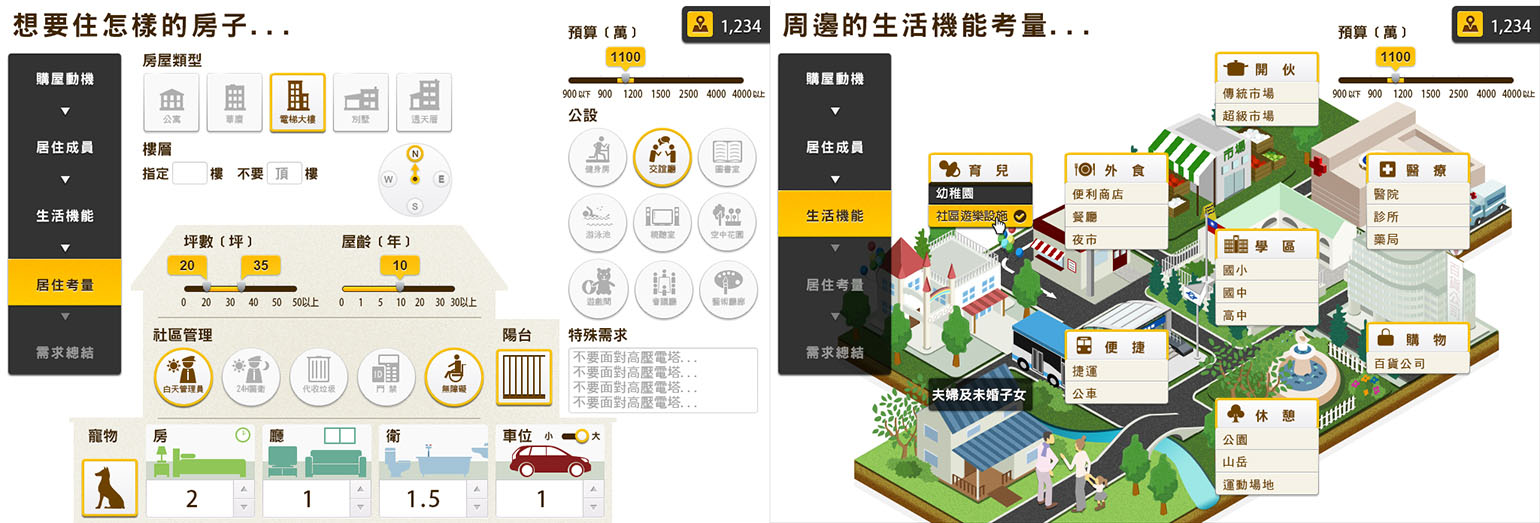 想要住怎樣的房子...
預算〔萬〕
1,234
1100
900以下 900 1200 1500 2500 4000 4000以上
購屋動機
居住成員
生活機能
居住考量
需求總結
房屋類型
公寓 華廈 電梯大樓 別墅 透天厝
樓層
指定 樓 不要 頂 樓
N
W E
S
坪數〔坪〕
20 35
0 20 30 40 50 50以上
屋齡〔年〕
10
0 1 5 10 20 30 30以上
社區管理
白天管理員 24H警衛 代收垃圾 門禁 無障礙
ID
陽台
公設
健身房 交誼廳 圖書室
游泳池 視聽室 空中花園
遊戲間 會議廳 藝術廳廊
特殊需求
不要面對高壓電塔...
不要面對高壓電塔...
不要面對高壓電塔...
不要面對高壓電塔...
寵物
房
2
廳
1
衛
1.5
車位 小 大
1
周邊的生活機能考量...
預算〔萬〕
1,234
1100
900以下 900 1200 1500 2500 4000 4000以上
購屋動機
居住成員
生活機能
居住考量
需求總結
開伙
傳統市場
超級市場
育兒
幼稚園
社區遊樂設施
外食
便利商店
餐廳
夜市
醫療
醫院
診所
藥局
市場
學區
國小
國中
高中
便捷
捷運
公車
購物
百貨公司
夫婦及未婚子女
休憩
公園
山岳
運動場地